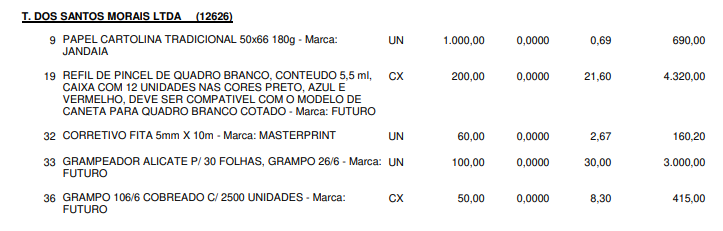 T. DOS SANTOS MORAIS LTDA (12626)
9 PAPEL CARTOLINA TRADICIONAL 50x66 180g - Marca: UN 1.000,00 0,0000 0,69 690,00
JANDAIA
19 REFIL DE PINCEL DE QUADRO BRANCO, CONTEUDO 5,5 ml, CX 200,00 0,0000 21,60 4.320,00
CAIXA COM 12 UNIDADES NAS CORES PRETO, AZUL E
VERMELHO, DEVE SER COMPATIVEL COM O MODELO DE
CANETA PARA QUADRO BRANCO COTADO - Marca: FUTURO
32 CORRETIVO FITA 5mm X 10m - Marca: MASTERPRINT UN 60,00 0,0000 2,67 160,20
33 GRAMPEADOR ALICATE P/ 30 FOLHAS, GRAMPO 26/6 - Marca: UN 100,00 0,0000 30,00 3.000,00
FUTURO
36 GRAMPO 106/6 COBREADO C/ 2500 UNIDADES - Marca: CX 50,00 0,0000 8,30 415,00
FUTURO